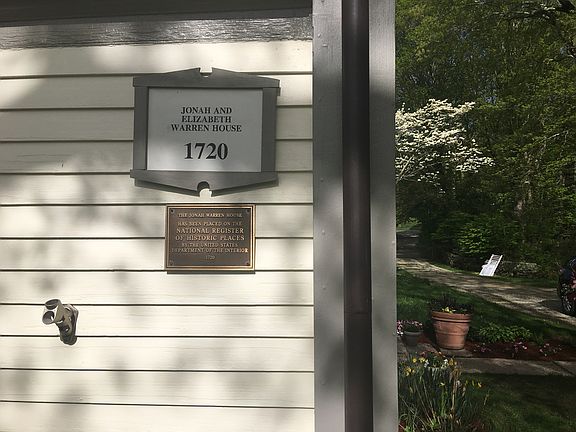 JONAH AND
ELIZABETH
WARREN HOUSE
1720
THE JONAH WARREN HOUSE
HAS BEEN PLACED ON THE
NATIONAL REGISTER
OF HISTORIC PLACES
BY THE UNITED STATES
DEPARTMENT OF THE INTERIOR
1720